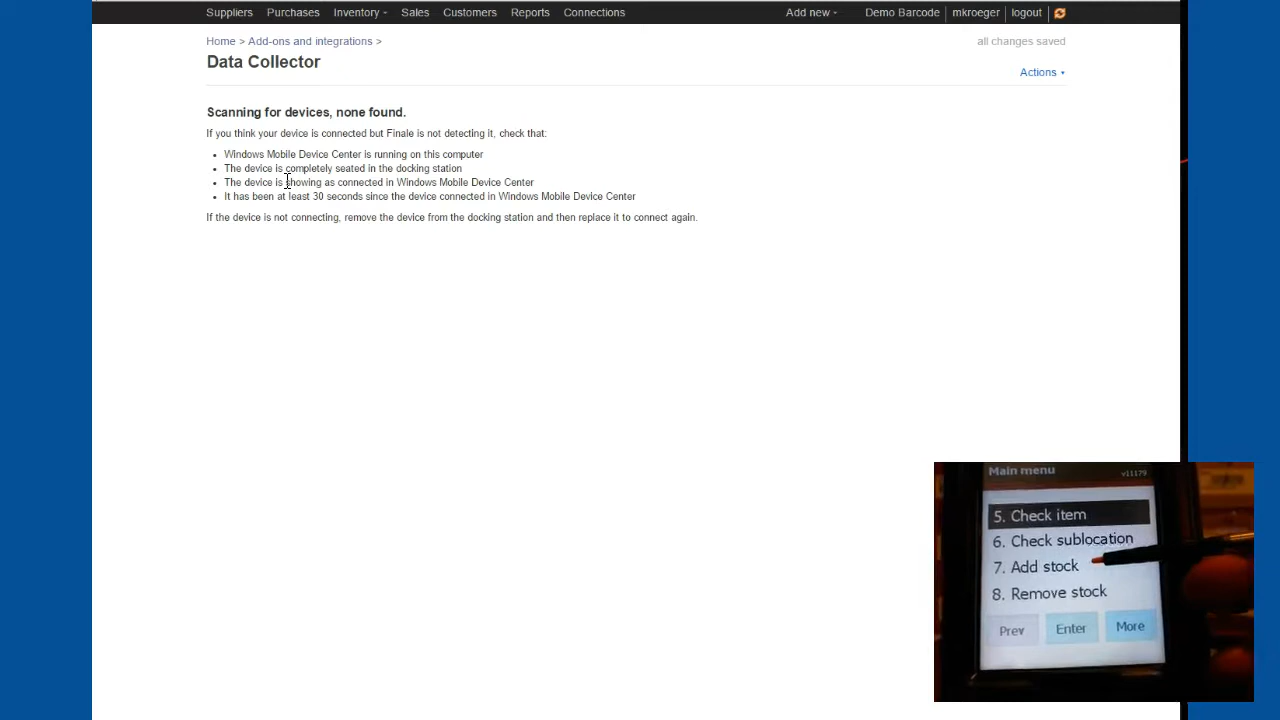 Suppliers Purchases Inventory Sales Customers Reports Connections Add new Demo Barcode mkroeger logout
Home > Add-ons and integrations > all changes saved
Data Collector
Actions
Scanning for devices, none found.
If you think your device is connected but Finale is not detecting it, check that:
• Windows Mobile Device Center is running on this computer
• The device is completely seated in the docking station
• The device is showing as connected in Windows Mobile Device Center
• It has been at least 30 seconds since the device connected in Windows Mobile Device Center
If the device is not connecting, remove the device from the docking station and then replace it to connect again.
Main menu v11179
5. Check item
6. Check sublocation
7. Add stock
8. Remove stock
Prev Enter More